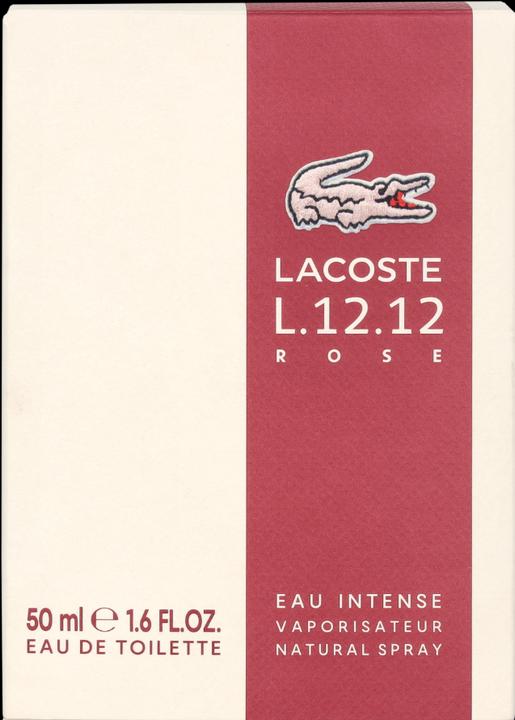 LACOSTE
L.12.12
ROSE
50 ml ℮ 1.6 FL.OZ.
EAU DE TOILETTE
EAU INTENSE
VAPORISATEUR
NATURAL SPRAY